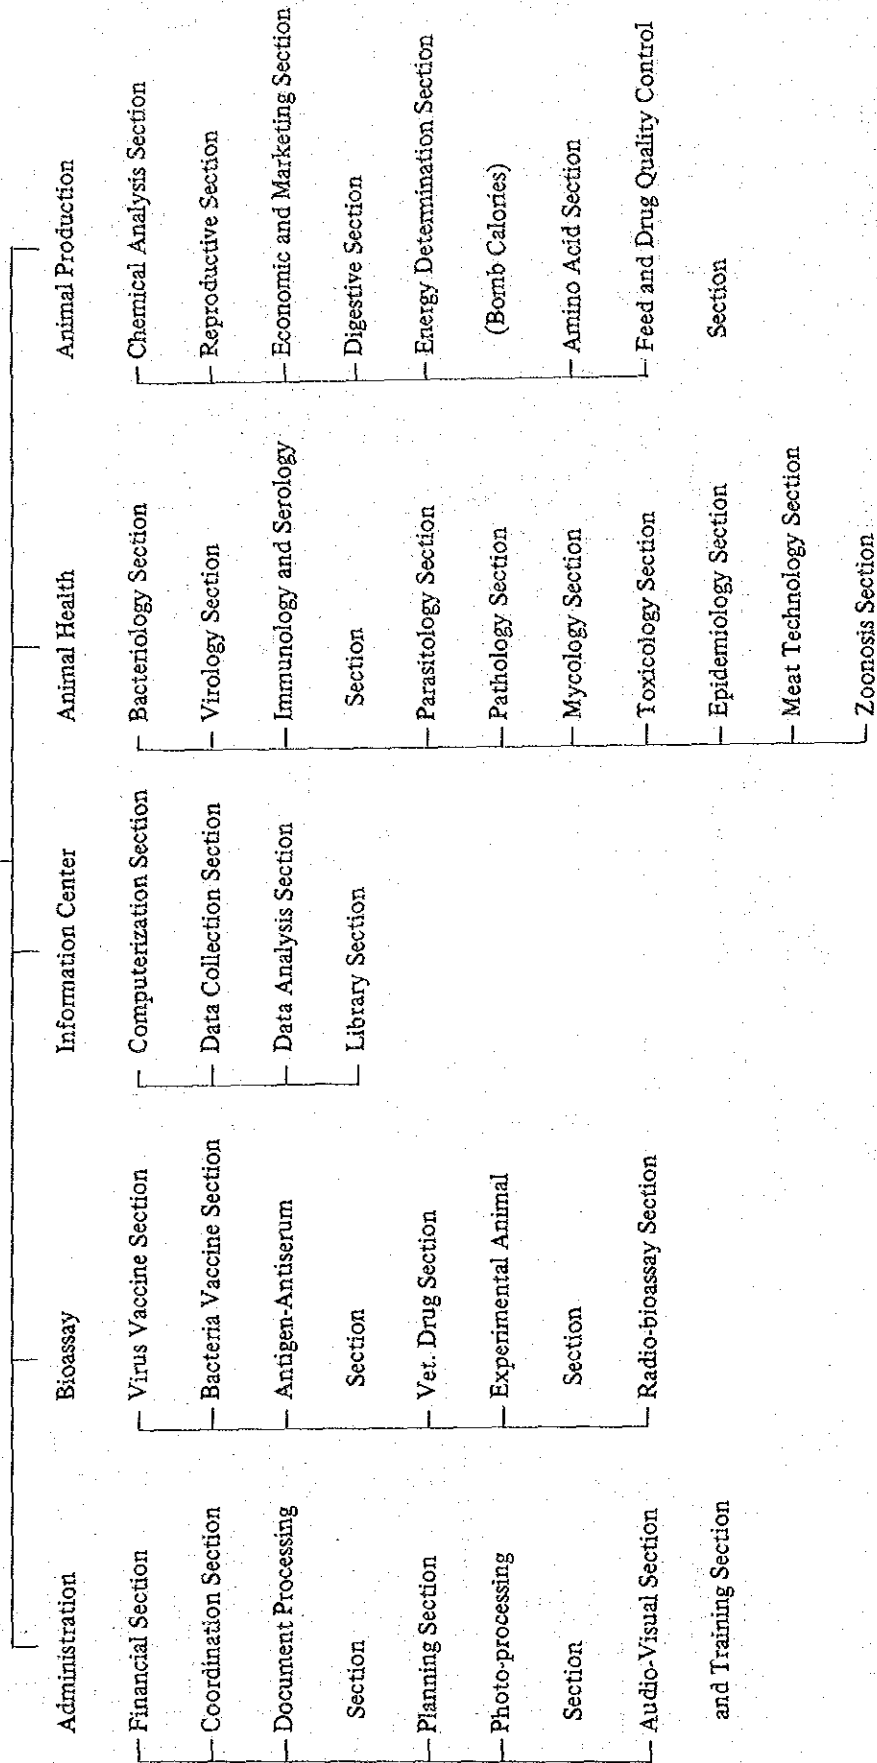 Administration
Financial Section
Coordination Section
Document Processing
Section
Planning Section
Photo-processing
Section
Audio-Visual Section
and Training Section
Bioassay
Virus Vaccine Section
Bacteria Vaccine Section
Antigen-Antiserum
Section
Vet. Drug Section
Experimental Animal
Section
Radio-bioassay Section
Information Center
Computerization Section
Data Collection Section
Data Analysis Section
Library Section
Animal Health
Bacteriology Section
Virology Section
Immunology and Serology
Section
Parasitology Section
Pathology Section
Mycology Section
Toxicology Section
Epidemiology Section
Meat Technology Section
Zoonosis Section
Animal Production
Chemical Analysis Section
Reproductive Section
Economic and Marketing Section
Digestive Section
Energy Determination Section
(Bomb Calories)
Amino Acid Section
Feed and Drug Quality Control
Section